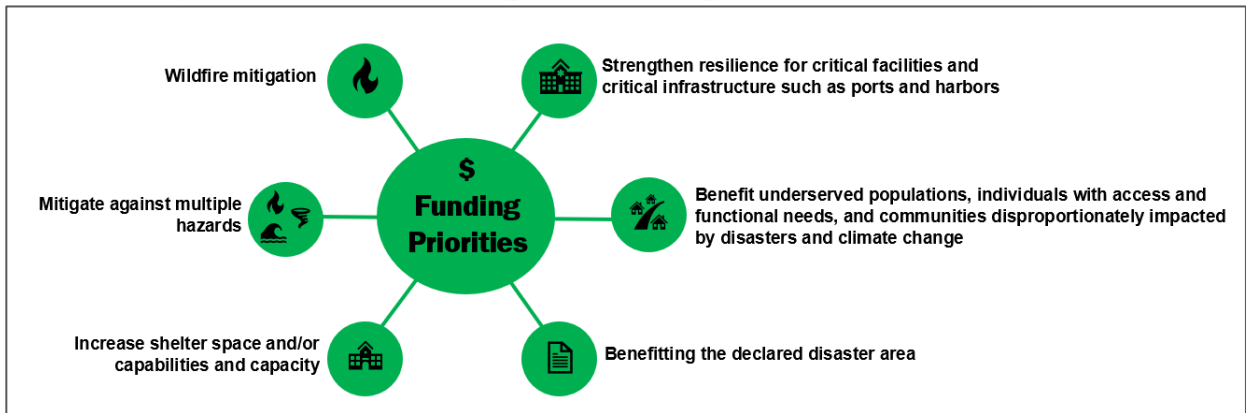 Wildfire mitigation
Strengthen resilience for critical facilities and
critical infrastructure such as ports and harbors
$
Funding
Priorities
Mitigate against multiple
hazards
Benefit underserved populations, individuals with access and
functional needs, and communities disproportionately impacted
by disasters and climate change
Increase shelter space and/or
capabilities and capacity
Benefitting the declared disaster area